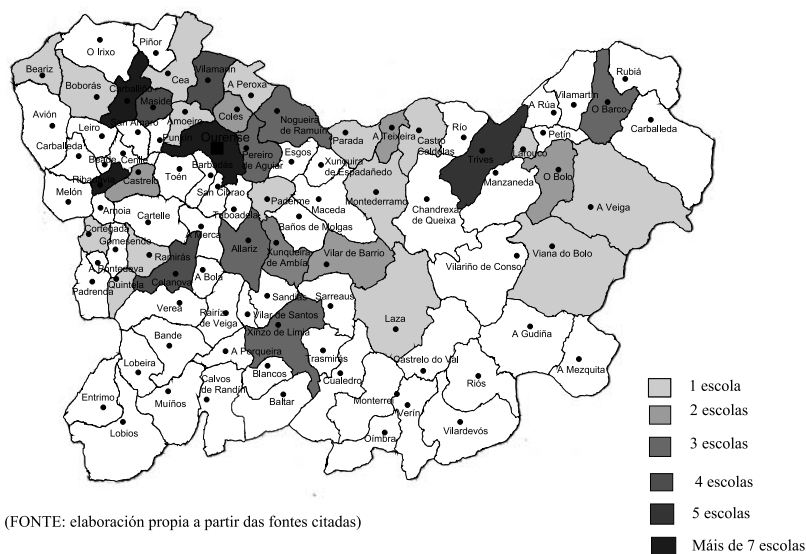 Rubiá
Piñor
O Irixo
Beariz
Cea
Vilamarín
Boborás
Carballiño
A Peroxa
Vilamartín
O Barco
Maside
A Rúa
Avión
San Amaro
Amoeiro
Coles
Nogueira
de Ramuín
Leiro
Punxín
Ourense
Parada
A Teixeira
Castro
Caldelas
Río
Petín
Carballeda
Carballeda
Beade
Cenlle
Pereiro
de Aguiar
Esgos
Trives
Larouco
Barbadás
Xunqueira
de Espadañedo
Ribadavia
Castrelo
Toén
Manzaneda
O Bolo
Melón
San Cibrao
Paderne
Montederramo
Arnoia
Cartelle
Taboadela
Maceda
Chandrexa
de Queixa
A Veiga
Baños de Molgas
Cortegada
A Merca
Gomesende
Allariz
Xunqueira
de Ambía
Vilar de Barrio
Viana do Bolo
Ramirás
A Pontedeva
Vilariño de Conso
Padrenda
Quintela
Celanova
A Bola
Verea
Sandiás
Sarreaus
Rairiz
de Veiga
Vilar de Santos
Laza
Xinzo de Limia
A Gudiña
Bande
A Porqueira
Trasmiras
Castrelo do Val
A Mezquita
Lobeira
Blancos
Cualedro
Riós
Calvos
de Randín
Entrimo
Muíños
Baltar
Monterrei
Verín
Lobios
Oímbra
Vilardevós
1 escola
2 escolas
3 escolas
4 escolas
5 escolas
Máis de 7 escolas
(FONTE: elaboración propia a partir das fontes citadas)